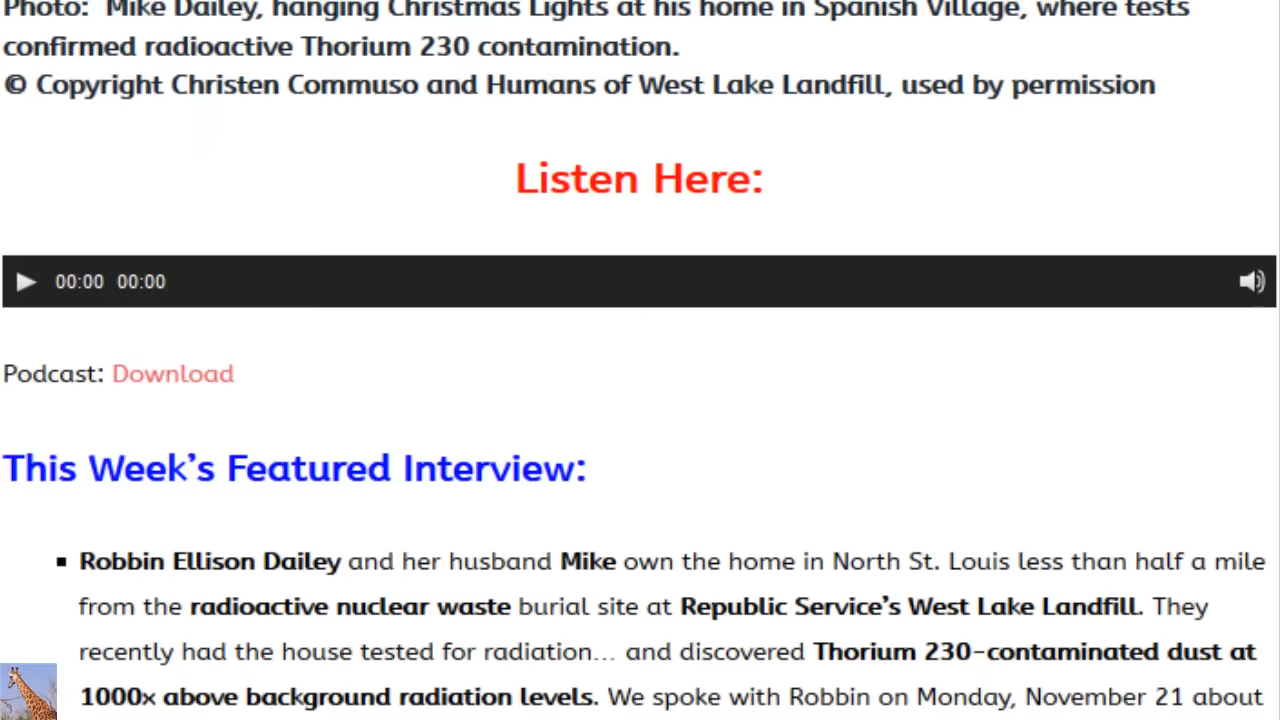 Photo: Mike Dailey, hanging Christmas Lights at his home in Spanish Village, where tests
confirmed radioactive Thorium 230 contamination.
© Copyright Christen Commuso and Humans of West Lake Landfill, used by permission
Listen Here:
00:00 00:00
Podcast: Download
This Week's Featured Interview:
▪ Robbin Ellison Dailey and her husband Mike own the home in North St. Louis less than half a mile
from the radioactive nuclear waste burial site at Republic Service's West Lake Landfill. They
recently had the house tested for radiation… and discovered Thorium 230-contaminated dust at
1000x above background radiation levels. We spoke with Robbin on Monday, November 21 about